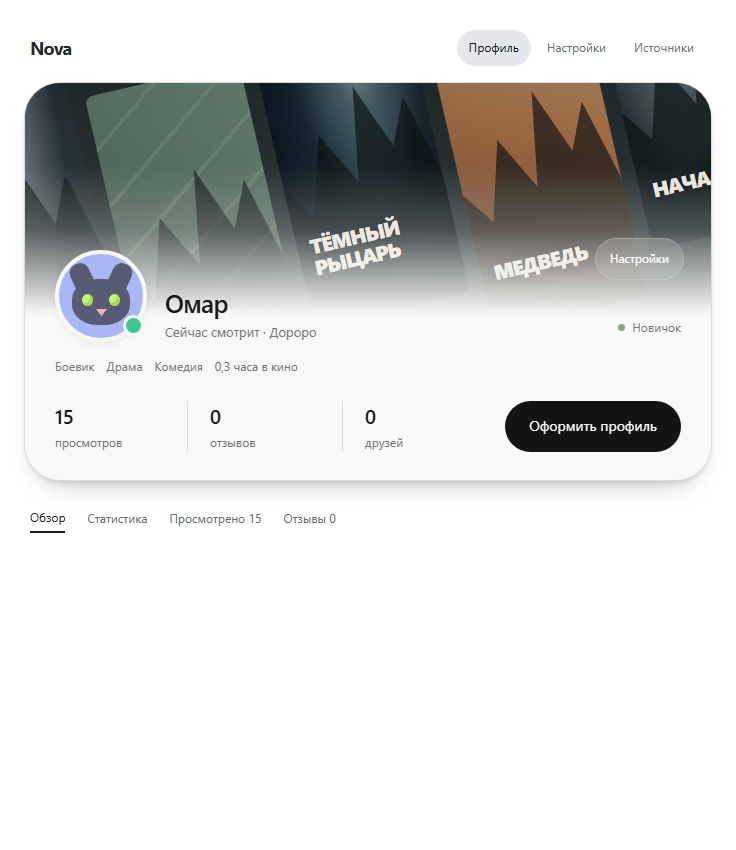 Nova
Профиль
Настройки
Источники
НАЧА
ТЁМНЫЙ
РЫЦАРЬ
МЕДВЕДЬ
Настройки
Омар
Сейчас смотрит · Дороро
Новичок
Боевик Драма Комедия 0,3 часа в кино
15
просмотров
0
отзывов
0
друзей
Оформить профиль
Обзор
Статистика
Просмотрено 15
Отзывы 0